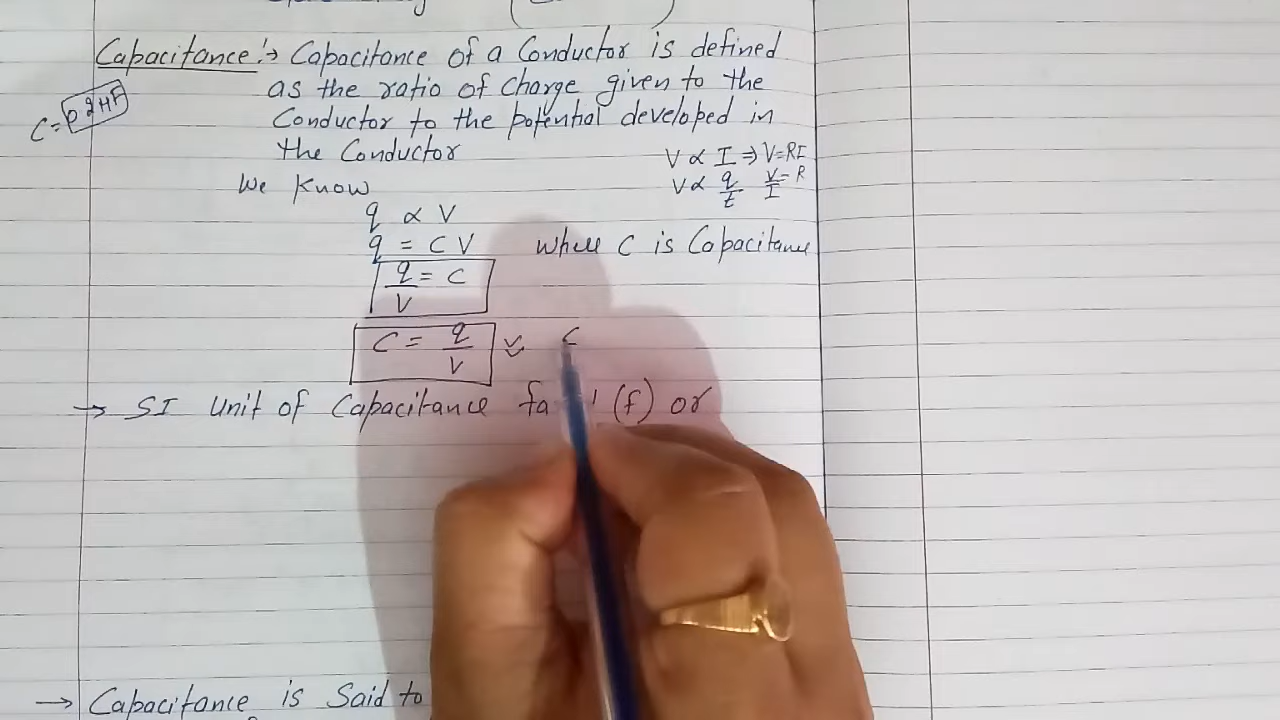 Capacitance :→ Capacitance of a Conductor is defined
as the ratio of charge given to the
Conductor to the potential developed in
the Conductor
C=
V ∝ I ⇒ V=RI
V ∝ q/t V/I = R
We Know
q ∝ V
q = C V where C is Capacitance
q/V = C
C = q/V C
→ SI Unit of Capacitance (f) or
→ Capacitance is Said to